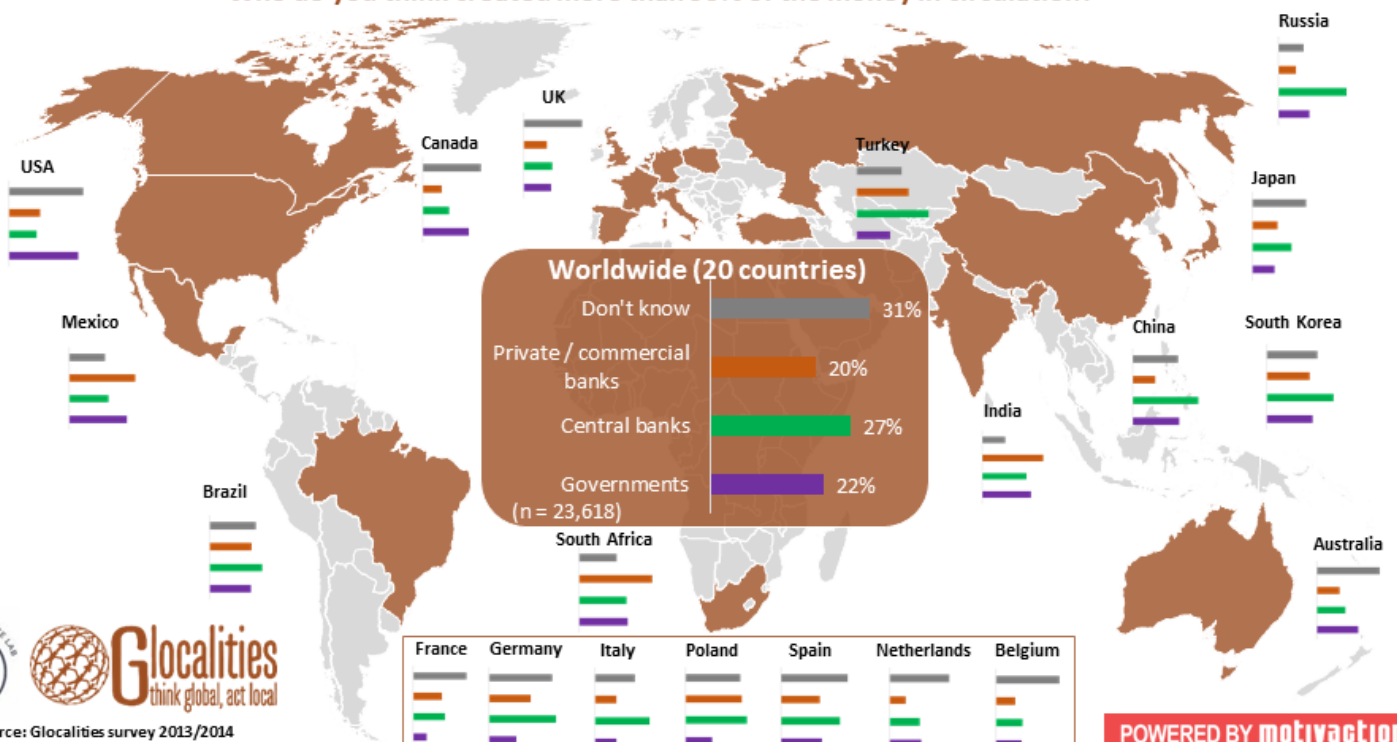 Russia
UK
Canada
Turkey
USA
Japan
Worldwide (20 countries)
Don't know
31%
Mexico
China
South Korea
Private / commercial
banks
20%
India
Central banks
27%
Brazil
Governments
22%
(n = 23,618)
South Africa
Australia
Glocalities
think global, act local
France Germany Italy Poland Spain Netherlands Belgium
Glocalities survey 2013/2014
POWERED BY motivaction